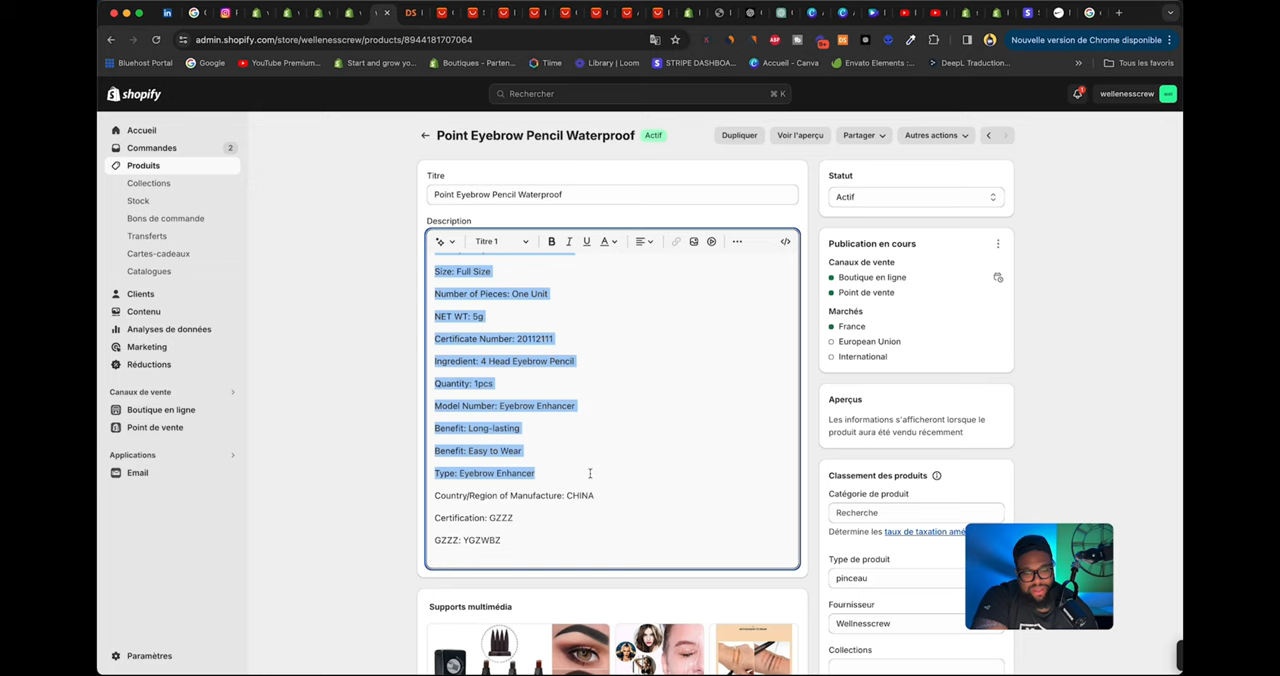 DS
S
admin.shopify.com/store/wellenesscrew/products/8944181707064
ABP
8+
DS
Nouvelle version de Chrome disponible
Bluehost Portal
Google
YouTube Premium...
Start and grow yo...
Boutiques - Parten...
Tiime
Library | Loom
STRIPE DASHBOA...
Accueil - Canva
Envato Elements :...
DeepL Traduction...
Tous les favoris
shopify
Rechercher
⌘ K
1
wellenesscrew
wel
Accueil
Commandes
2
Produits
Collections
Stock
Bons de commande
Transferts
Cartes-cadeaux
Catalogues
Clients
Contenu
Analyses de données
Marketing
Réductions
Canaux de vente
Boutique en ligne
Point de vente
Applications
Email
Paramètres
Point Eyebrow Pencil Waterproof
Actif
Dupliquer
Voir l'aperçu
Partager
Autres actions
Titre
Point Eyebrow Pencil Waterproof
Description
Titre 1
B
I
U
A
Size: Full Size
Number of Pieces: One Unit
NET WT: 5g
Certificate Number: 20112111
Ingredient: 4 Head Eyebrow Pencil
Quantity: 1pcs
Model Number: Eyebrow Enhancer
Benefit: Long-lasting
Benefit: Easy to Wear
Type: Eyebrow Enhancer
Country/Region of Manufacture: CHINA
Certification: GZZZ
GZZZ: YGZWBZ
Supports multimédia
Statut
Actif
Publication en cours
Canaux de vente
Boutique en ligne
Point de vente
Marchés
France
European Union
International
Aperçus
Les informations s'afficheront lorsque le
produit aura été vendu récemment
Classement des produits
Catégorie de produit
Recherche
Détermine les taux de taxation amé
Type de produit
pinceau
Fournisseur
Wellnesscrew
Collections